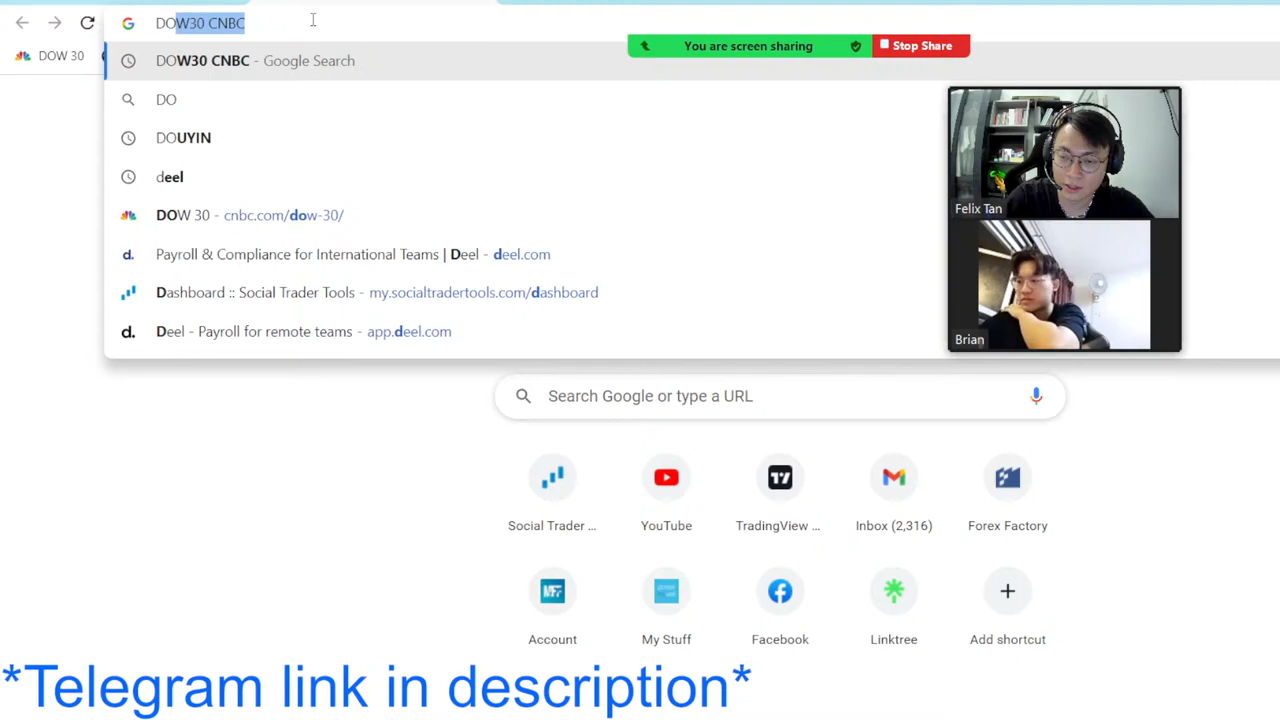 DOW30 CNBC
DOW 30
You are screen sharing
Stop Share
DOW30 CNBC - Google Search
DO
DOUYIN
deel
DOW 30 - cnbc.com/dow-30/
Payroll & Compliance for International Teams | Deel - deel.com
Dashboard :: Social Trader Tools - my.socialtradertools.com/dashboard
Deel - Payroll for remote teams - app.deel.com
Felix Tan
Brian
Search Google or type a URL
Social Trader ...
YouTube
TradingView ...
Inbox (2,316)
Forex Factory
Account
My Stuff
Facebook
Linktree
Add shortcut
*Telegram link in description*